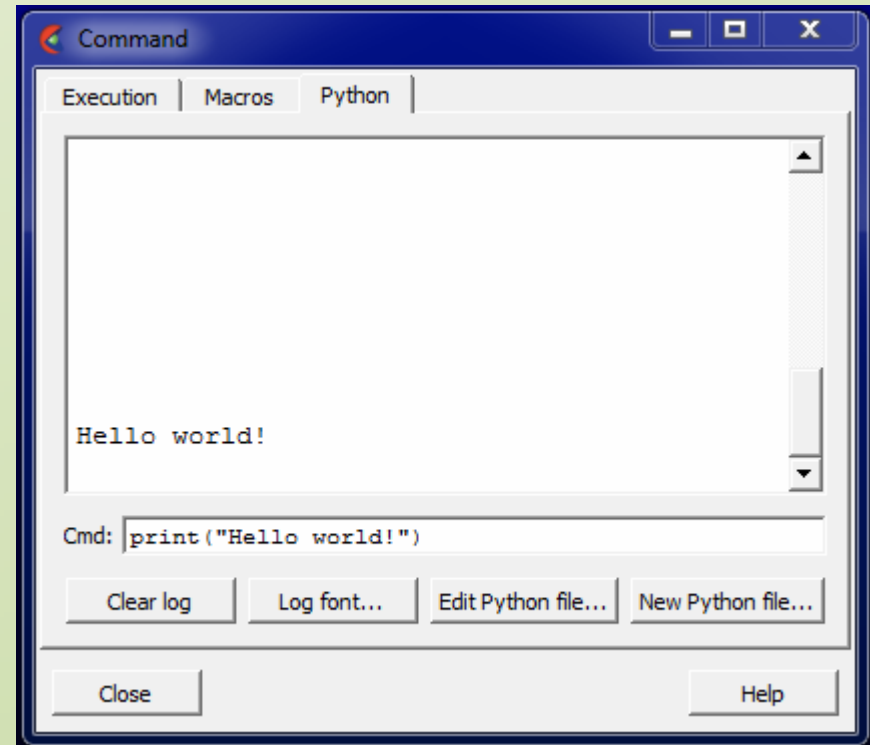 Command
Execution Macros Python
Hello world!
Cmd: print("Hello world!")
Clear log Log font... Edit Python file... New Python file...
Close Help